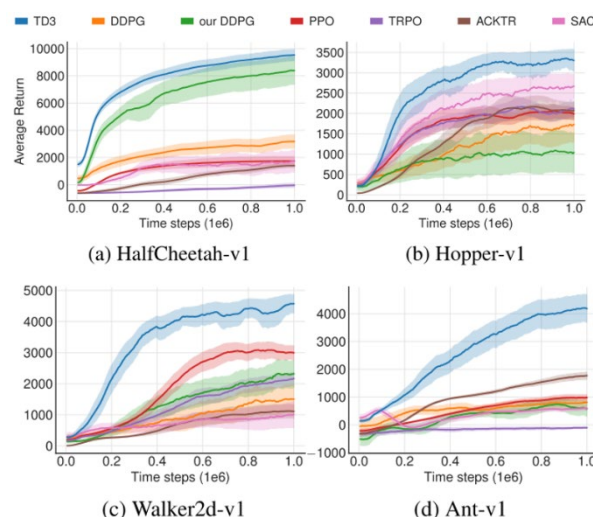 TD3 DDPG our DDPG PPO TRPO ACKTR SAC
10000
8000
6000
4000
2000
0
Average Return
0.0 0.2 0.4 0.6 0.8 1.0
Time steps (1e6)
(a) HalfCheetah-v1
3500
3000
2500
2000
1500
1000
500
0
0.0 0.2 0.4 0.6 0.8 1.0
Time steps (1e6)
(b) Hopper-v1
5000
4000
3000
2000
1000
0
0.0 0.2 0.4 0.6 0.8 1.0
Time steps (1e6)
(c) Walker2d-v1
4000
3000
2000
1000
0
−1000
0.0 0.2 0.4 0.6 0.8 1.0
Time steps (1e6)
(d) Ant-v1